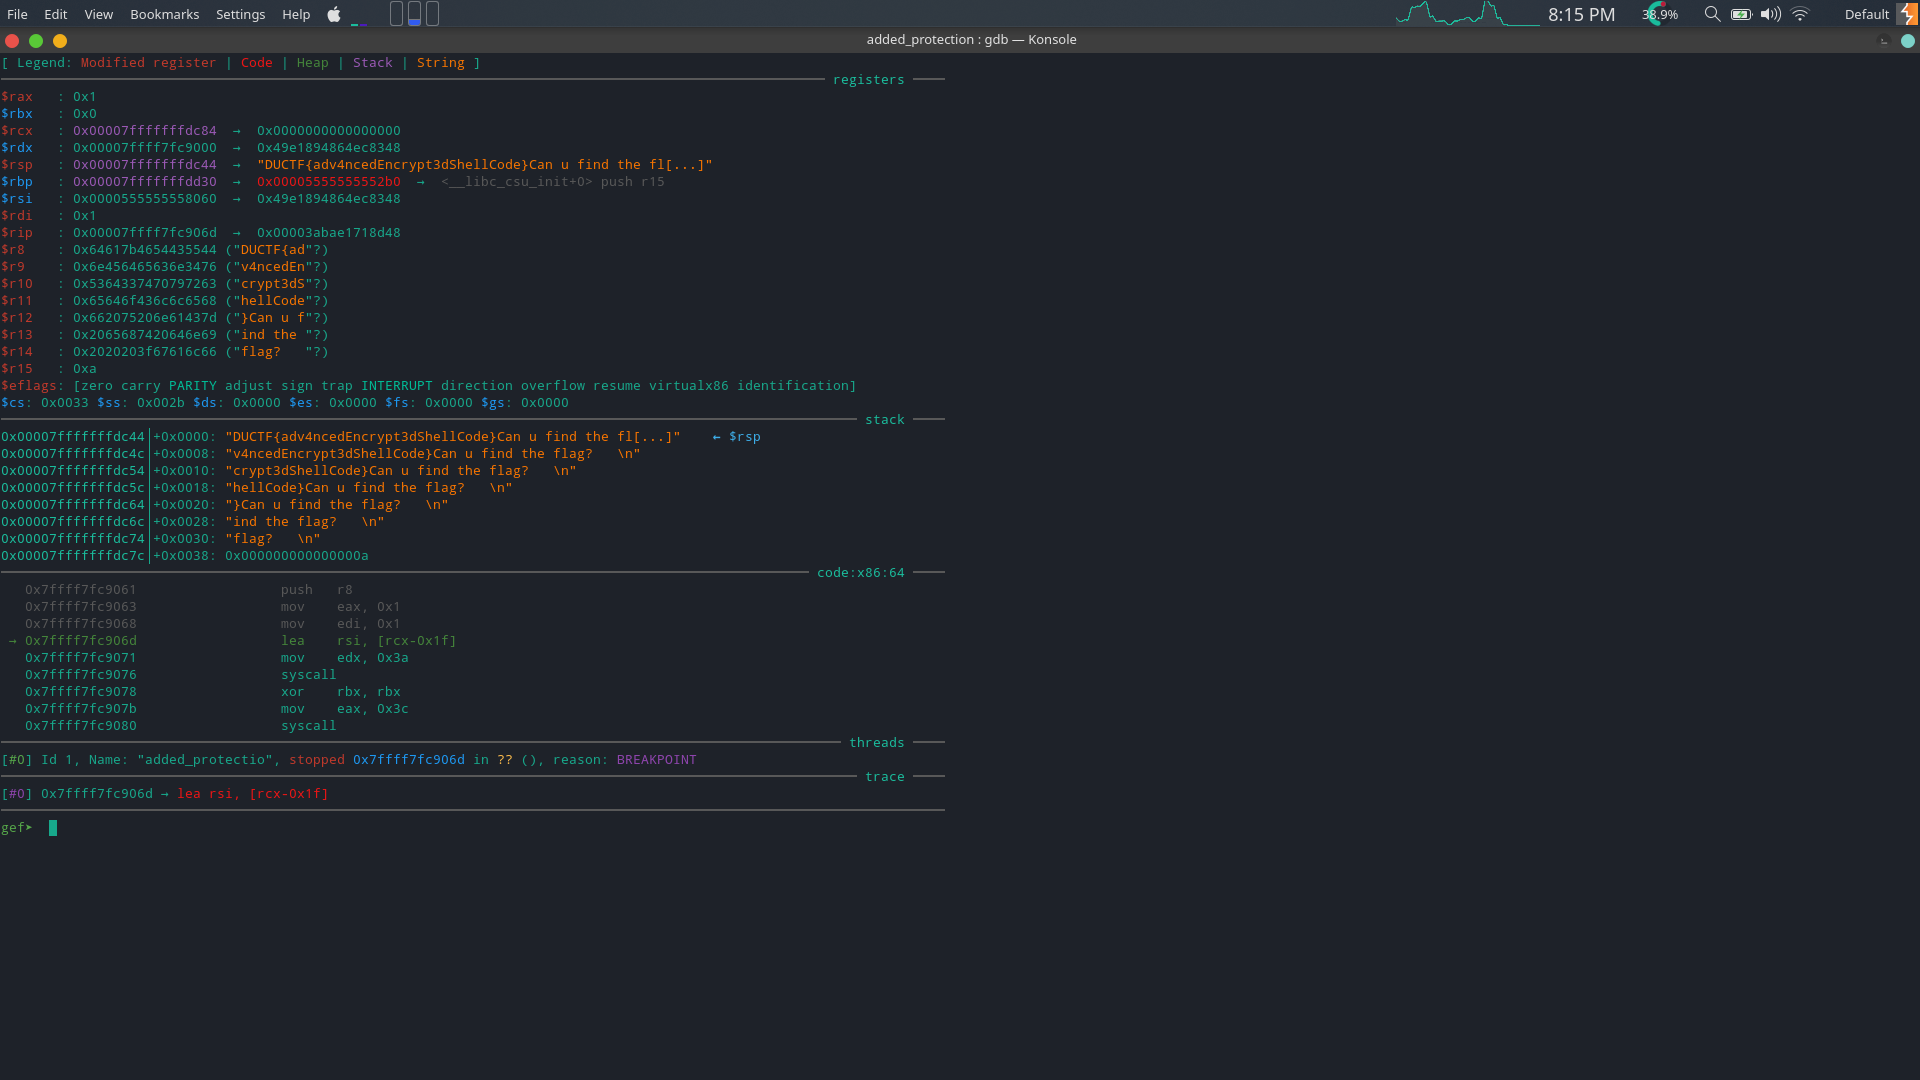 File Edit View Bookmarks Settings Help 8:15 PM 38.9% Default
added_protection : gdb — Konsole
[ Legend: Modified register | Code | Heap | Stack | String ]
registers
$rax   : 0x1
$rbx   : 0x0
$rcx   : 0x00007fffffffdc84  →  0x0000000000000000
$rdx   : 0x00007ffff7fc9000  →  0x49e1894864ec8348
$rsp   : 0x00007fffffffdc44  →  "DUCTF{adv4ncedEncrypt3dShellCode}Can u find the fl[...]"
$rbp   : 0x00007fffffffdd30  →  0x00005555555552b0  →  <__libc_csu_init+0> push r15
$rsi   : 0x0000555555558060  →  0x49e1894864ec8348
$rdi   : 0x1
$rip   : 0x00007ffff7fc906d  →  0x00003abae1718d48
$r8    : 0x64617b4654435544 ("DUCTF{ad"?)
$r9    : 0x6e456465636e3476 ("v4ncedEn"?)
$r10   : 0x5364337470797263 ("crypt3dS"?)
$r11   : 0x65646f436c6c6568 ("hellCode"?)
$r12   : 0x662075206e61437d ("}Can u f"?)
$r13   : 0x2065687420646e69 ("ind the "?)
$r14   : 0x2020203f67616c66 ("flag?   "?)
$r15   : 0xa
$eflags: [zero carry PARITY adjust sign trap INTERRUPT direction overflow resume virtualx86 identification]
$cs: 0x0033 $ss: 0x002b $ds: 0x0000 $es: 0x0000 $fs: 0x0000 $gs: 0x0000
stack
0x00007fffffffdc44│+0x0000: "DUCTF{adv4ncedEncrypt3dShellCode}Can u find the fl[...]"    ← $rsp
0x00007fffffffdc4c│+0x0008: "v4ncedEncrypt3dShellCode}Can u find the flag?   \n"
0x00007fffffffdc54│+0x0010: "crypt3dShellCode}Can u find the flag?   \n"
0x00007fffffffdc5c│+0x0018: "hellCode}Can u find the flag?   \n"
0x00007fffffffdc64│+0x0020: "}Can u find the flag?   \n"
0x00007fffffffdc6c│+0x0028: "ind the flag?   \n"
0x00007fffffffdc74│+0x0030: "flag?   \n"
0x00007fffffffdc7c│+0x0038: 0x000000000000000a
code:x86:64
0x7ffff7fc9061                  push   r8
0x7ffff7fc9063                  mov    eax, 0x1
0x7ffff7fc9068                  mov    edi, 0x1
→ 0x7ffff7fc906d                  lea    rsi, [rcx-0x1f]
0x7ffff7fc9071                  mov    edx, 0x3a
0x7ffff7fc9076                  syscall
0x7ffff7fc9078                  xor    rbx, rbx
0x7ffff7fc907b                  mov    eax, 0x3c
0x7ffff7fc9080                  syscall
threads
[#0] Id 1, Name: "added_protectio", stopped 0x7ffff7fc906d in ?? (), reason: BREAKPOINT
trace
[#0] 0x7ffff7fc906d → lea rsi, [rcx-0x1f]
gef➤